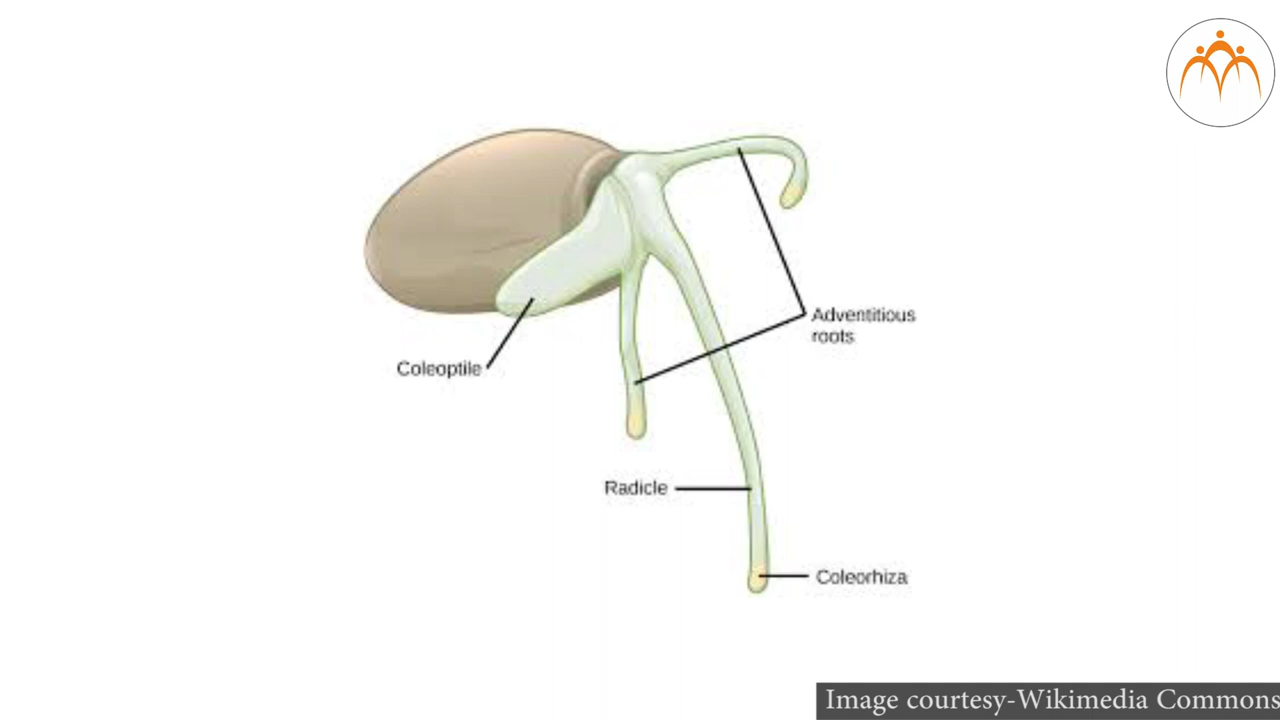 Adventitious
roots
Coleoptile
Radicle
Coleorhiza
Image courtesy-Wikimedia Commons